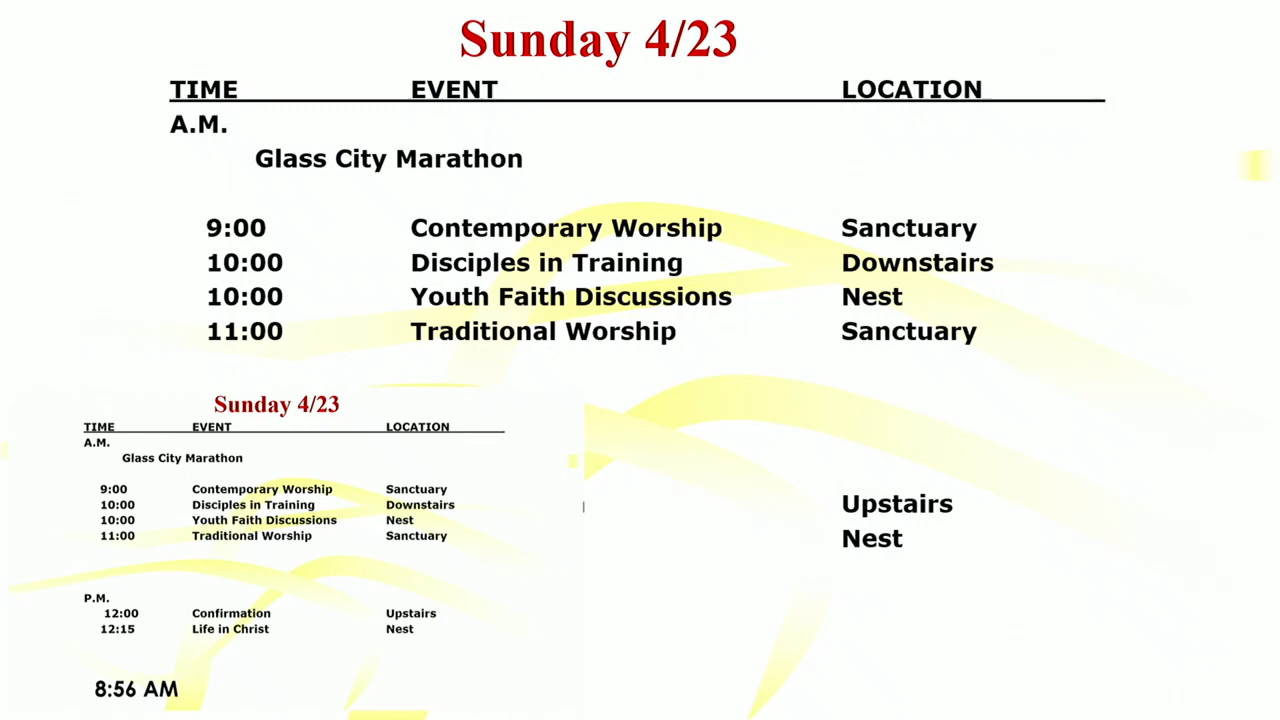 Sunday 4/23
TIME EVENT LOCATION
A.M.
Glass City Marathon
9:00 Contemporary Worship Sanctuary
10:00 Disciples in Training Downstairs
10:00 Youth Faith Discussions Nest
11:00 Traditional Worship Sanctuary
Upstairs
Nest
Sunday 4/23
TIME EVENT LOCATION
A.M.
Glass City Marathon
9:00 Contemporary Worship Sanctuary
10:00 Disciples in Training Downstairs
10:00 Youth Faith Discussions Nest
11:00 Traditional Worship Sanctuary
P.M.
12:00 Confirmation Upstairs
12:15 Life in Christ Nest
8:56 AM